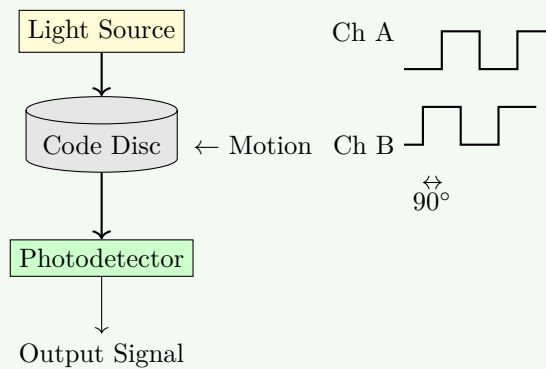 Light Source
Ch A
Code Disc
← Motion
Ch B
90°
Photodetector
Output Signal